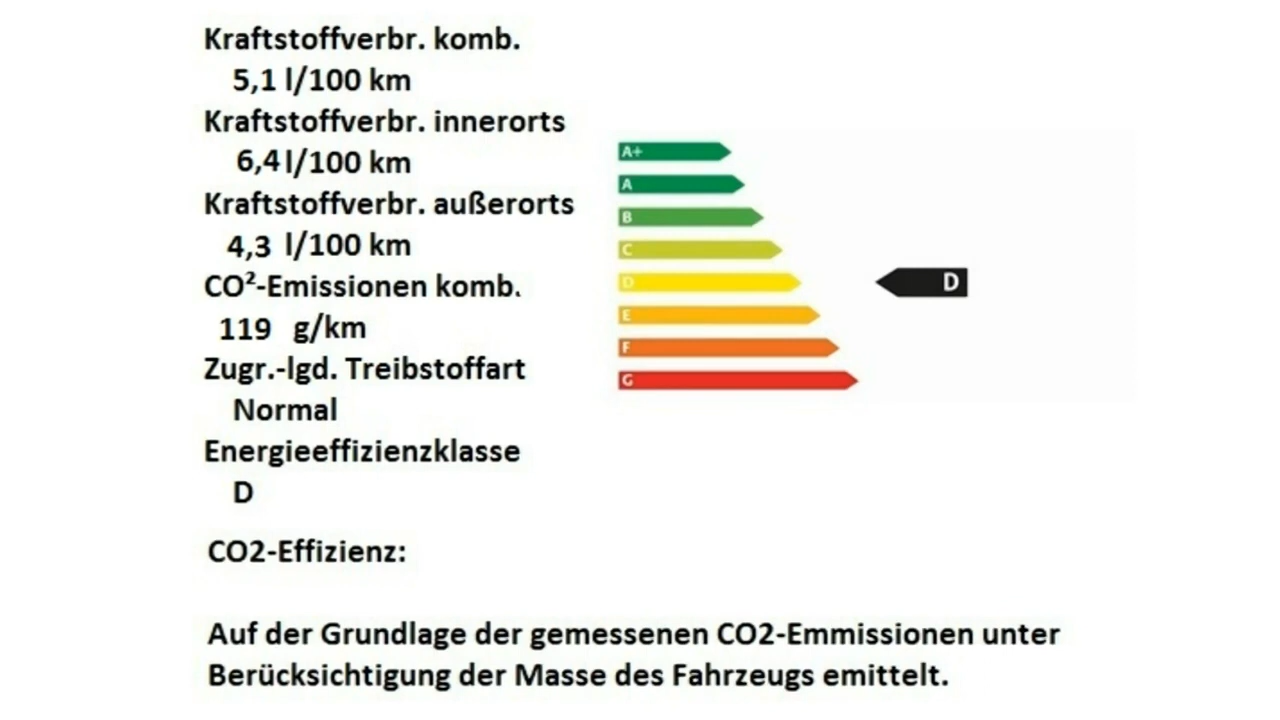 Kraftstoffverbr. komb.
5,1 l/100 km
Kraftstoffverbr. innerorts
6,4 l/100 km
Kraftstoffverbr. außerorts
4,3 l/100 km
CO²-Emissionen komb.
119 g/km
Zugr.-lgd. Treibstoffart
Normal
Energieeffizienzklasse
D
A+
A
B
C
D
D
E
F
G
CO2-Effizienz:
Auf der Grundlage der gemessenen CO2-Emmissionen unter
Berücksichtigung der Masse des Fahrzeugs emittelt.